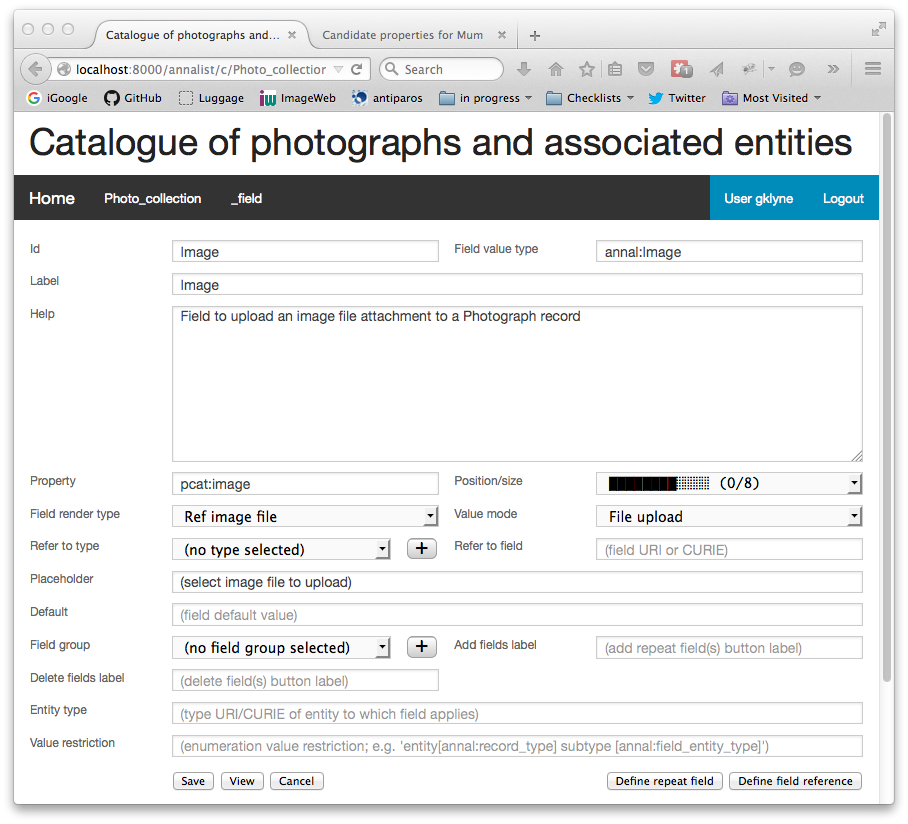 Catalogue of photographs and... × Candidate properties for Mum × +
localhost:8000/annalist/c/Photo_collection Search
iGoogle GitHub Luggage ImageWeb antiparos in progress Checklists Twitter Most Visited
Catalogue of photographs and associated entities
Home Photo_collection _field User gklyne Logout
Id Image Field value type annal:Image
Label Image
Help Field to upload an image file attachment to a Photograph record
Property pcat:image Position/size (0/8)
Field render type Ref image file Value mode File upload
Refer to type (no type selected) + Refer to field (field URI or CURIE)
Placeholder (select image file to upload)
Default (field default value)
Field group (no field group selected) + Add fields label (add repeat field(s) button label)
Delete fields label (delete field(s) button label)
Entity type (type URI/CURIE of entity to which field applies)
Value restriction (enumeration value restriction; e.g. 'entity[annal:record_type] subtype [annal:field_entity_type]')
Save View Cancel Define repeat field Define field reference